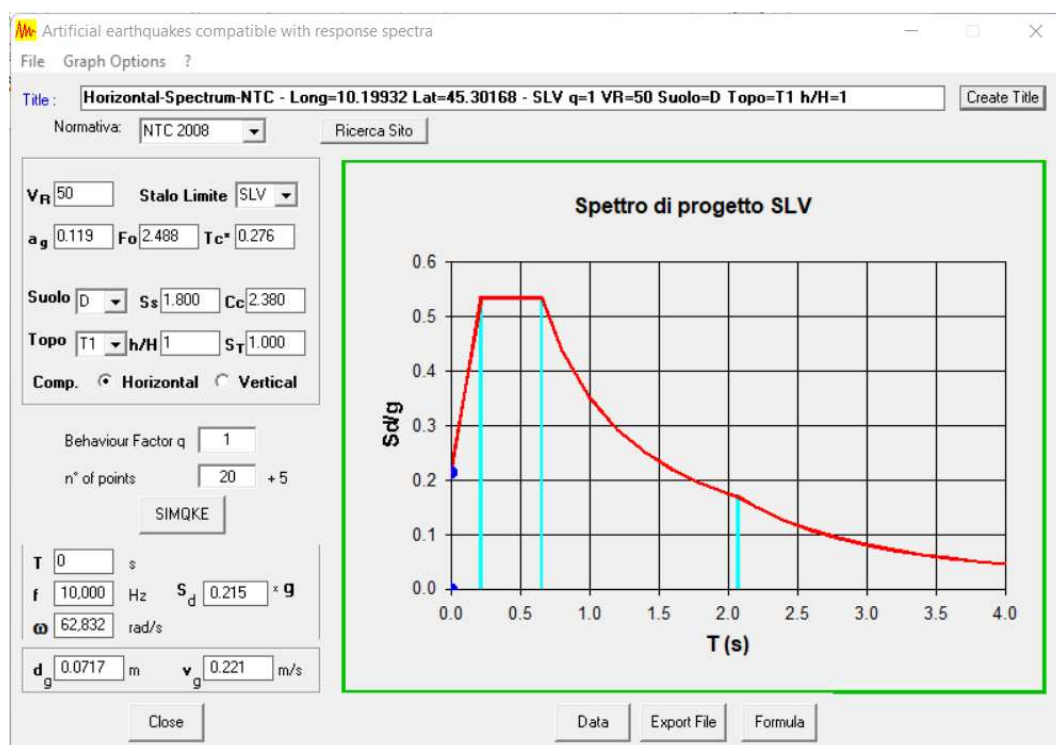 Artificial earthquakes compatible with response spectra
File Graph Options ?
Title : Horizontal-Spectrum-NTC - Long=10.19932 Lat=45.30168 - SLV q=1 VR=50 Suolo=D Topo=T1 h/H=1 Create Title
Normativa: NTC 2008 Ricerca Sito
VR 50 Stalo Limite SLV
ag 0.119 Fo 2.488 Tc* 0.276
Suolo D Ss 1.800 Cc 2.380
Topo T1 h/H 1 ST 1.000
Comp. Horizontal Vertical
Behaviour Factor q 1
n° of points 20 + 5
SIMQKE
T 0 s
f 10,000 Hz Sd 0.215 x g
ω 62,832 rad/s
dg 0.0717 m vg 0.221 m/s
Close
Spettro di progetto SLV
Sd/g
0.6
0.5
0.4
0.3
0.2
0.1
0.0
0.0 0.5 1.0 1.5 2.0 2.5 3.0 3.5 4.0
T (s)
Data Export File Formula